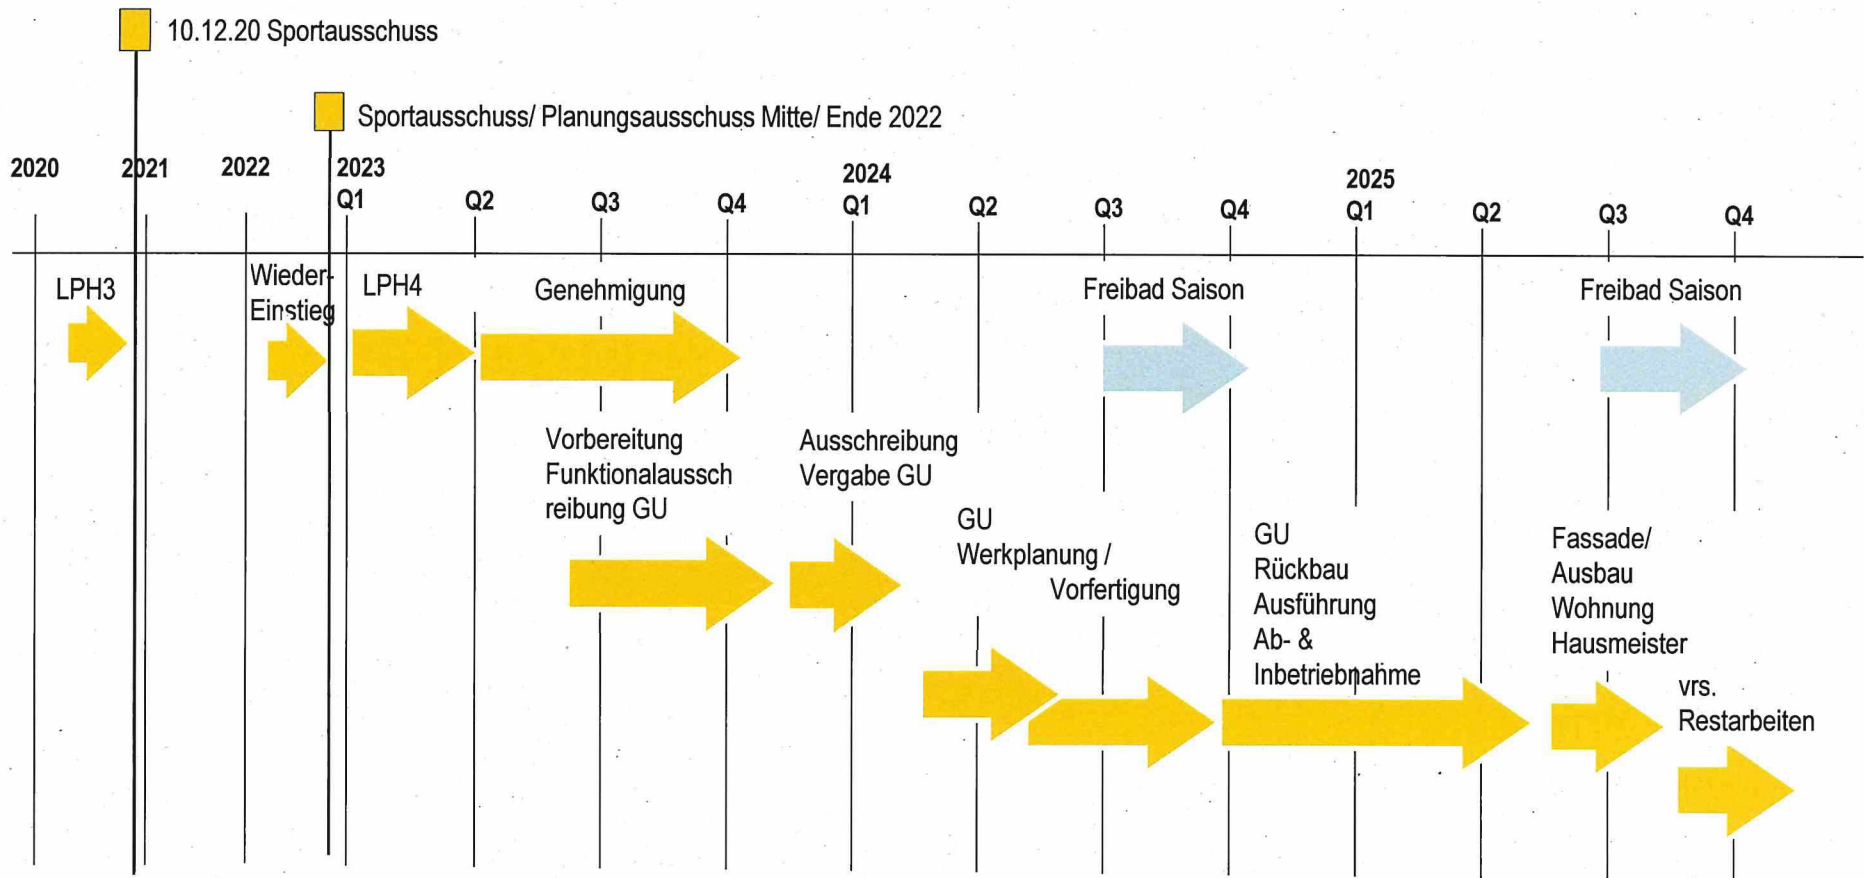 10.12.20 Sportausschuss
Sportausschuss/ Planungsausschuss Mitte/ Ende 2022
2020
2021
2022
2023
2024
2025
Q1
Q2
Q3
Q4
Q1
Q2
Q3
Q4
Q1
Q2
Q3
Q4
LPH3
Wieder-
Einstieg
LPH4
Genehmigung
Freibad Saison
Freibad Saison
Vorbereitung
Funktionalaussch
reibung GU
Ausschreibung
Vergabe GU
GU
Werkplanung /
Vorfertigung
GU
Rückbau
Ausführung
Ab- &
Inbetriebnahme
Fassade/
Ausbau
Wohnung
Hausmeister
vrs.
Restarbeiten